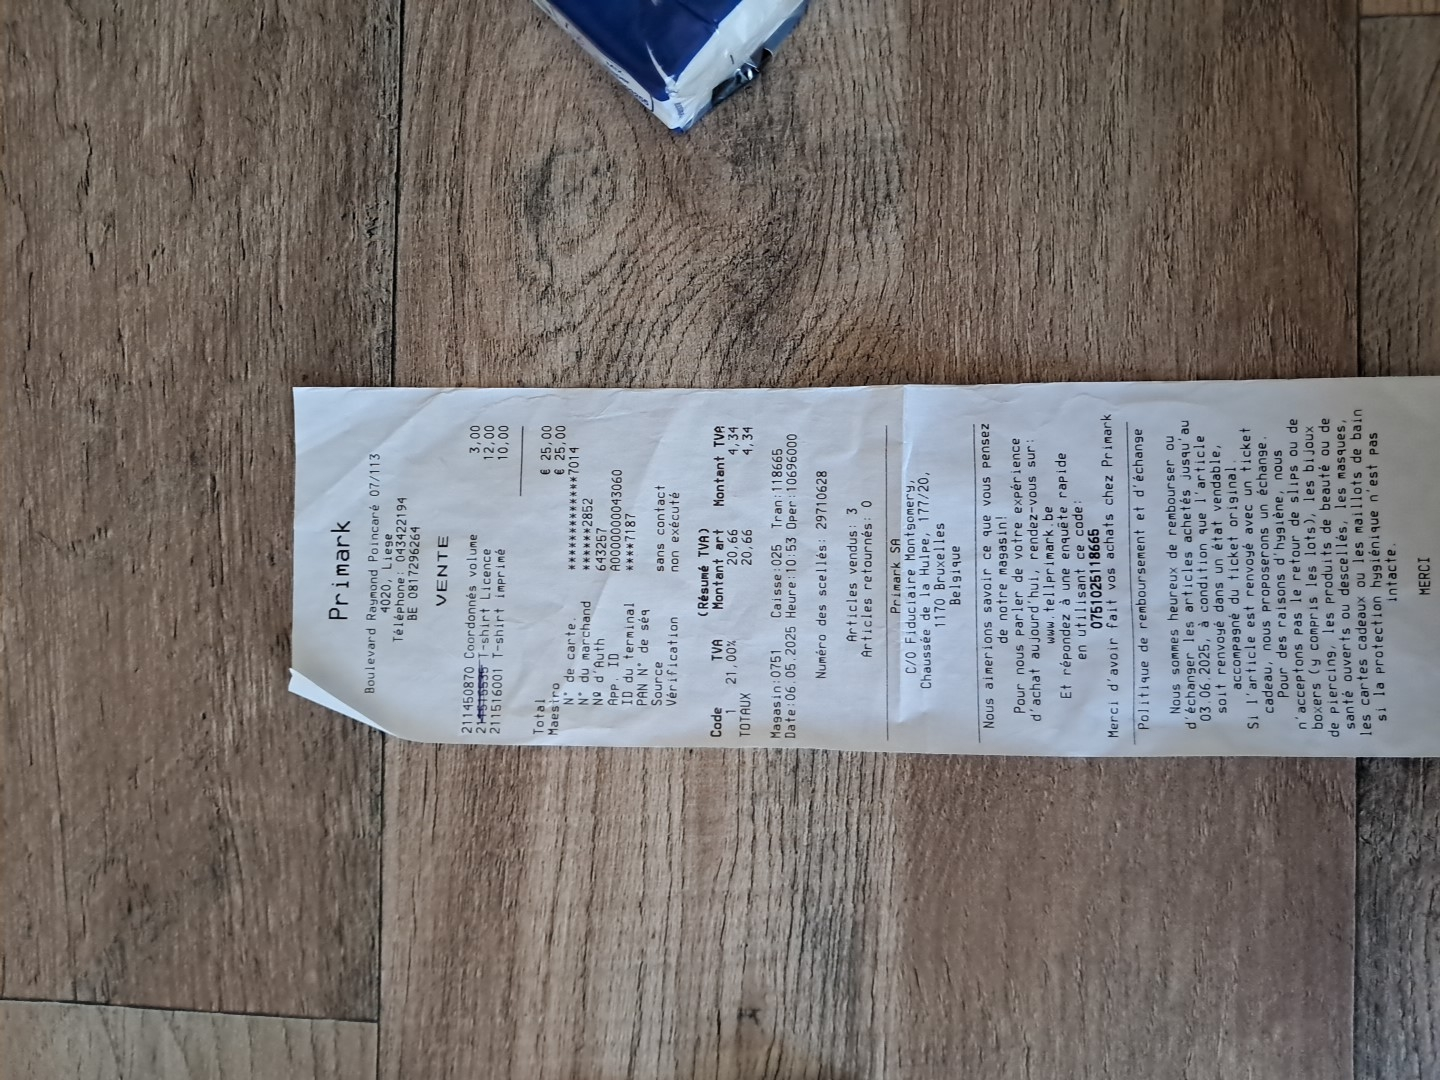 Primark
Boulevard Raymond Poincaré 07/113
4020, Liege
Téléphone: 043422194
BE 0817296264
VENTE
211450870 Coordonnés volume 3,00
T-shirt Licence 12,00
211516001 T-shirt imprimé 10,00
Total € 25,00
Maestro € 25,00
N° de carte. ************7014
N° du marchand ******2852
Nº d'Auth 643267
App. ID A0000000043060
ID du terminal ****7187
PAN N° de séq
Source sans contact
Vérification non exécuté
(Résumé TVA)
Code TVA Montant art Montant TVA
1 21,00% 20,66 4,34
TOTAUX 20,66 4,34
Magasin:0751 Caisse:025 Tran:118665
Date:06.05.2025 Heure:10:53 Oper:10696000
Numéro des scellés: 29710628
Articles vendus: 3
Articles retournés: 0
Primark SA
C/O Fiduciaire Montgomery,
Chaussée de la Hulpe, 177/20,
1170 Bruxelles
Belgique
Nous aimerions savoir ce que vous pensez
de notre magasin!
Pour nous parler de votre expérience
d'achat aujourd'hui, rendez-vous sur:
www.tellprimark.be
Et répondez à une enquête rapide
en utilisant ce code:
0751025118665
Merci d'avoir fait vos achats chez Primark
Politique de remboursement et d'échange
Nous sommes heureux de rembourser ou
d'échanger les articles achetés jusqu'au
03.06.2025, à condition que l'article
soit renvoyé dans un état vendable,
accompagné du ticket original.
Si l'article est renvoyé avec un ticket
cadeau, nous proposerons un échange.
Pour des raisons d'hygiène, nous
n'acceptons pas le retour de slips ou de
boxers (y compris les lots), les bijoux
de piercing, les produits de beauté ou de
santé ouverts ou descellés, les masques,
les cartes cadeaux ou les maillots de bain
si la protection hygiénique n'est pas
intacte.
MERCI